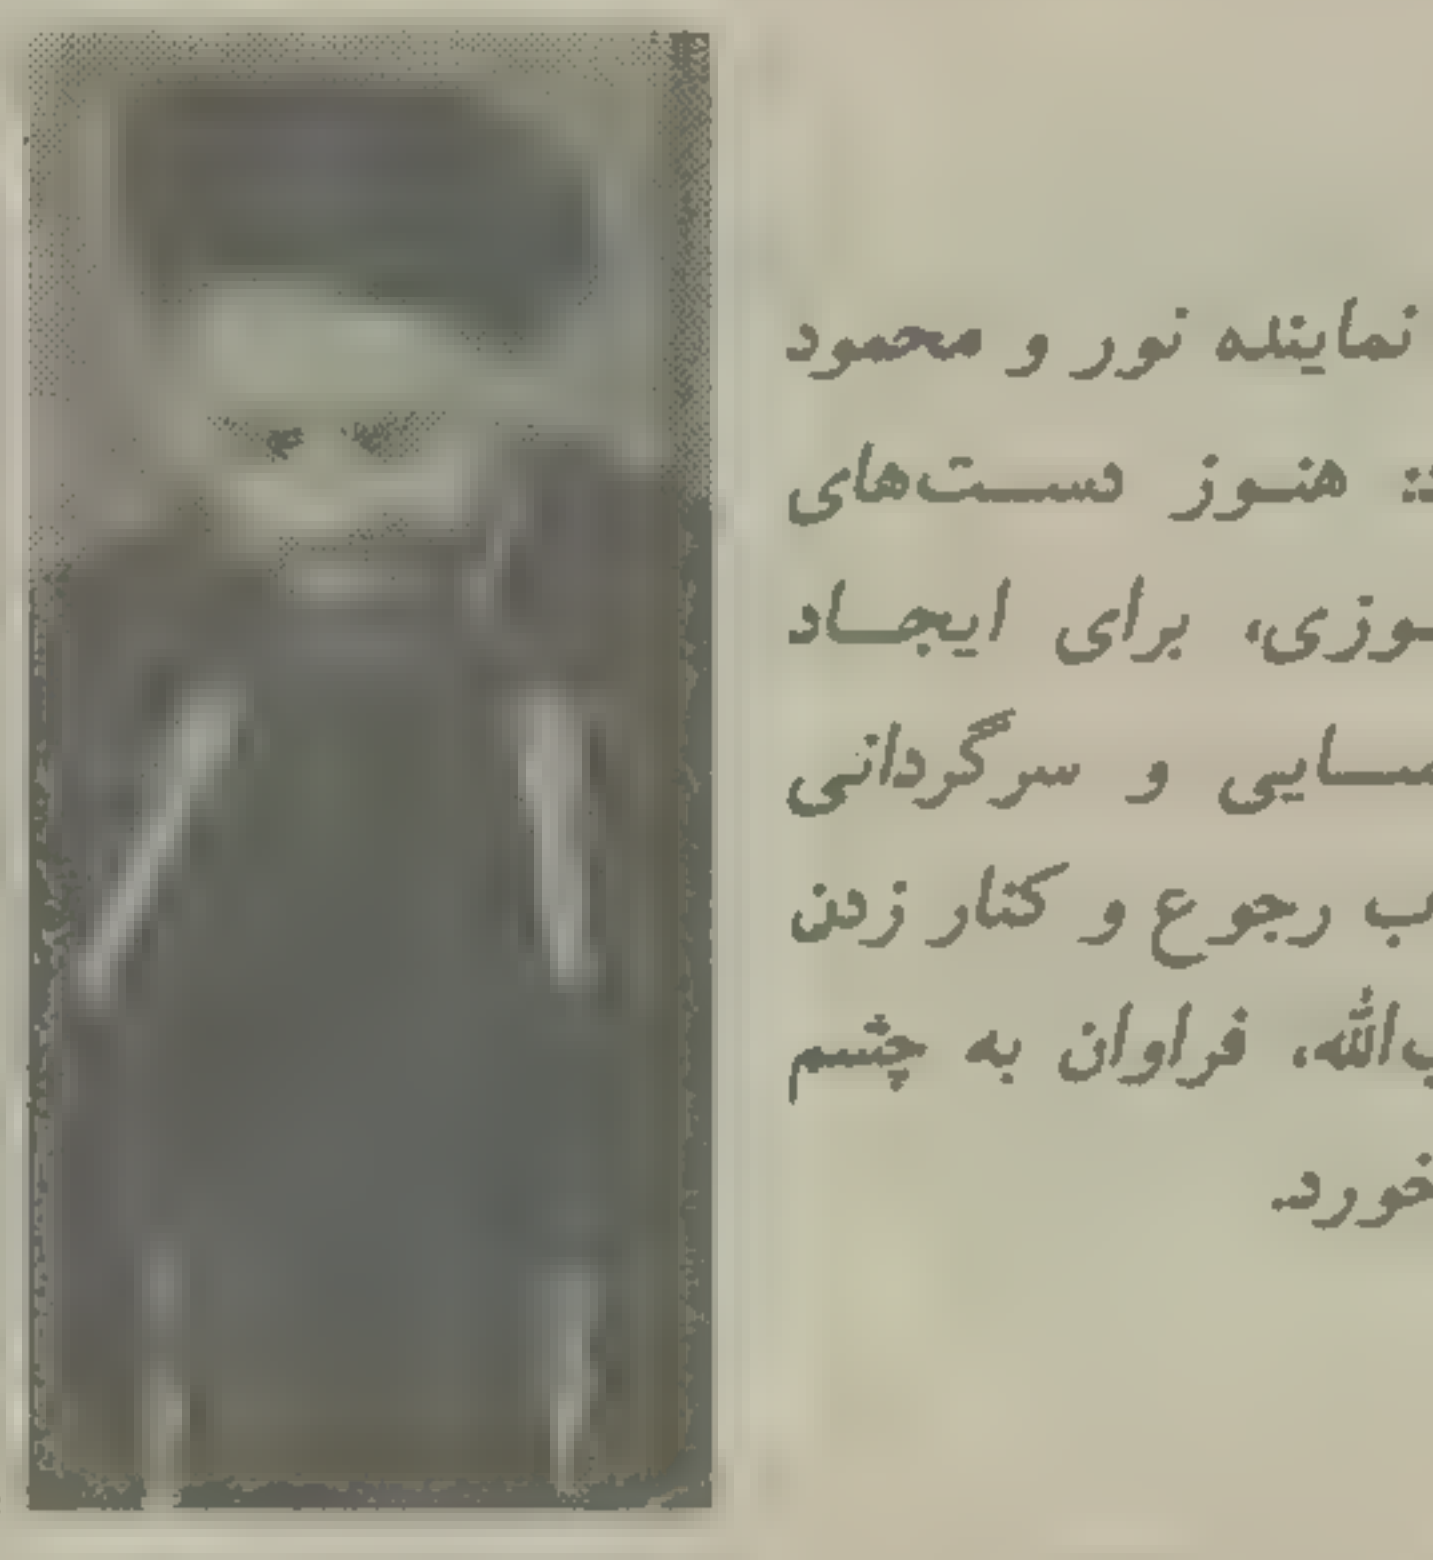 نماینده نور و محمود
هنوز دست‌های
وزی، برای ایجاد
سایی و سرگردانی
ب رجوع و کنار زدن
ب‌الله، فراوان به چشم
خورد.